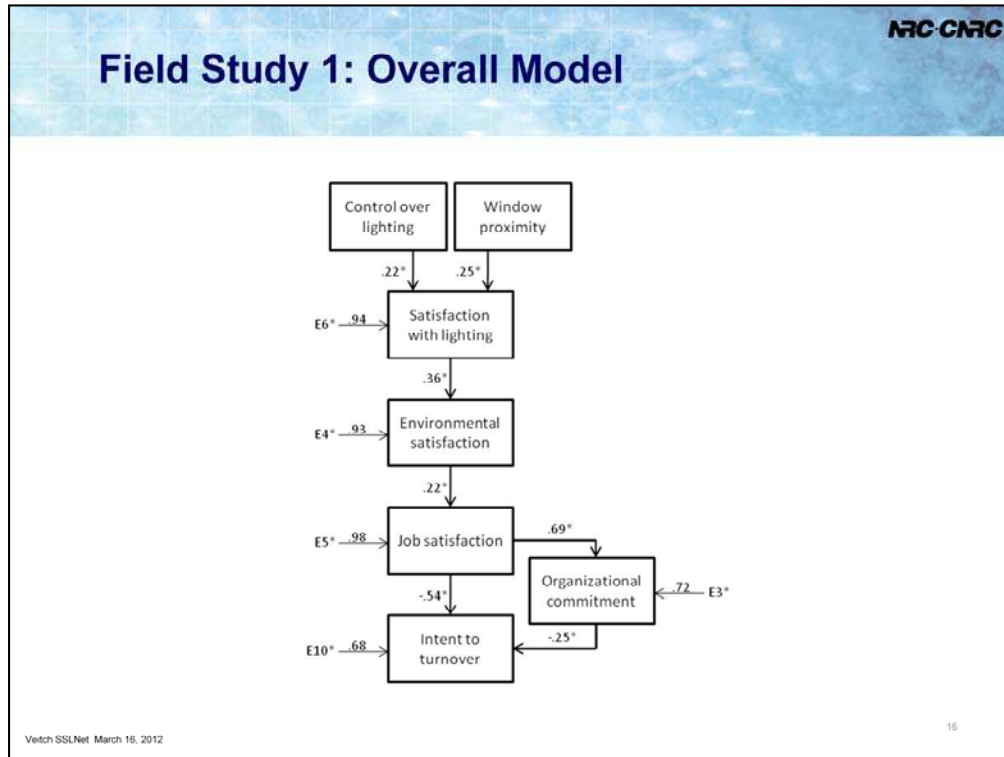 NRC·CNRC
Field Study 1: Overall Model
Control over
lighting
Window
proximity
.22*
.25*
E6*
.94
Satisfaction
with lighting
.36*
E4*
.93
Environmental
satisfaction
.22*
E5*
.98
Job satisfaction
.69*
Organizational
commitment
.72
E3*
-.54*
-.25*
E10*
.68
Intent to
turnover
Veitch SSLNet March 16, 2012
16